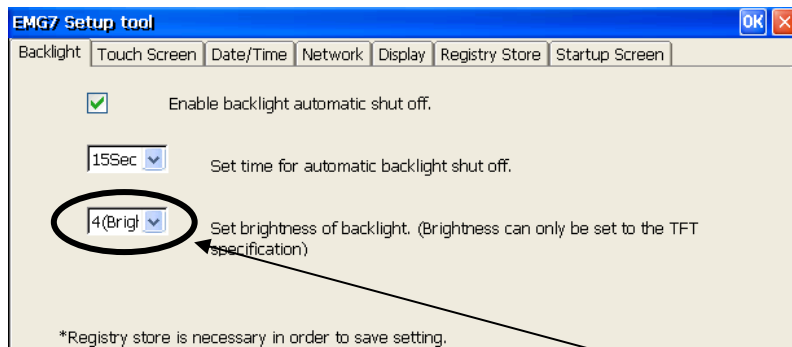 EMG7 Setup tool OK
Backlight Touch Screen Date/Time Network Display Registry Store Startup Screen
Enable backlight automatic shut off.
15Sec Set time for automatic backlight shut off.
4(Brigh Set brightness of backlight. (Brightness can only be set to the TFT
specification)
*Registry store is necessary in order to save setting.